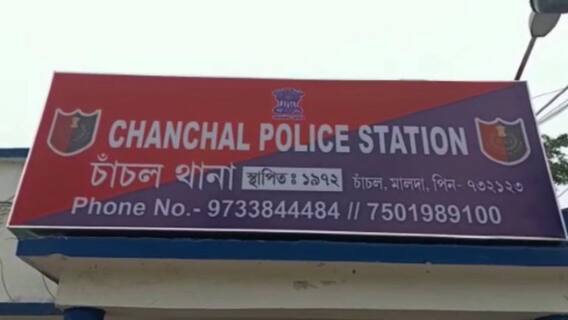 CHANCHAL POLICE STATION
চাঁচল থানা স্থাপিত : ১৯৭২ চাঁচল, মালদা, পিন- ৭৩২১২৩
Phone No.- 9733844484 // 7501989100